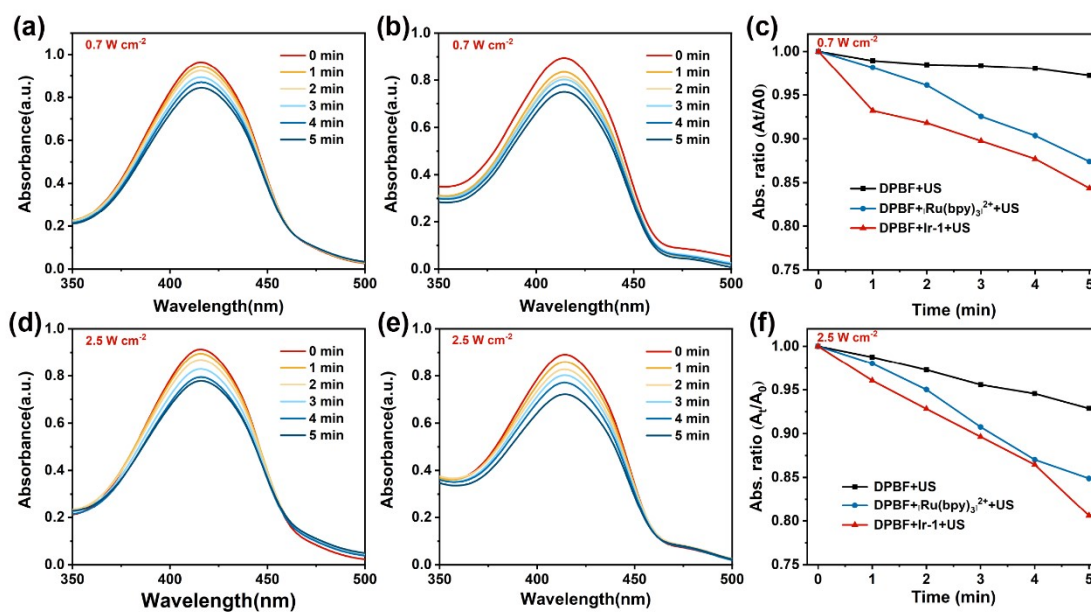 (a)
0.7 W cm⁻²
0 min
1 min
2 min
3 min
4 min
5 min
Absorbance(a.u.)
1.0
0.8
0.6
0.4
0.2
0.0
350 400 450 500
Wavelength(nm)
(b)
0.7 W cm⁻²
0 min
1 min
2 min
3 min
4 min
5 min
Absorbance(a.u.)
1.0
0.8
0.6
0.4
0.2
0.0
350 400 450 500
Wavelength(nm)
(c)
0.7 W cm⁻²
Abs. ratio (At/A0)
1.00
0.95
0.90
0.85
0.80
0.75
DPBF+US
DPBF+[Ru(bpy)₃]²⁺+US
DPBF+Ir-1+US
0 1 2 3 4 5
Time (min)
(d)
2.5 W cm⁻²
0 min
1 min
2 min
3 min
4 min
5 min
Absorbance(a.u.)
1.0
0.8
0.6
0.4
0.2
0.0
350 400 450 500
Wavelength(nm)
(e)
2.5 W cm⁻²
0 min
1 min
2 min
3 min
4 min
5 min
Absorbance(a.u.)
1.0
0.8
0.6
0.4
0.2
0.0
350 400 450 500
Wavelength(nm)
(f)
2.5 W cm⁻²
Abs. ratio (Aₜ/A₀)
1.00
0.95
0.90
0.85
0.80
0.75
DPBF+US
DPBF+[Ru(bpy)₃]²⁺+US
DPBF+Ir-1+US
0 1 2 3 4 5
Time (min)